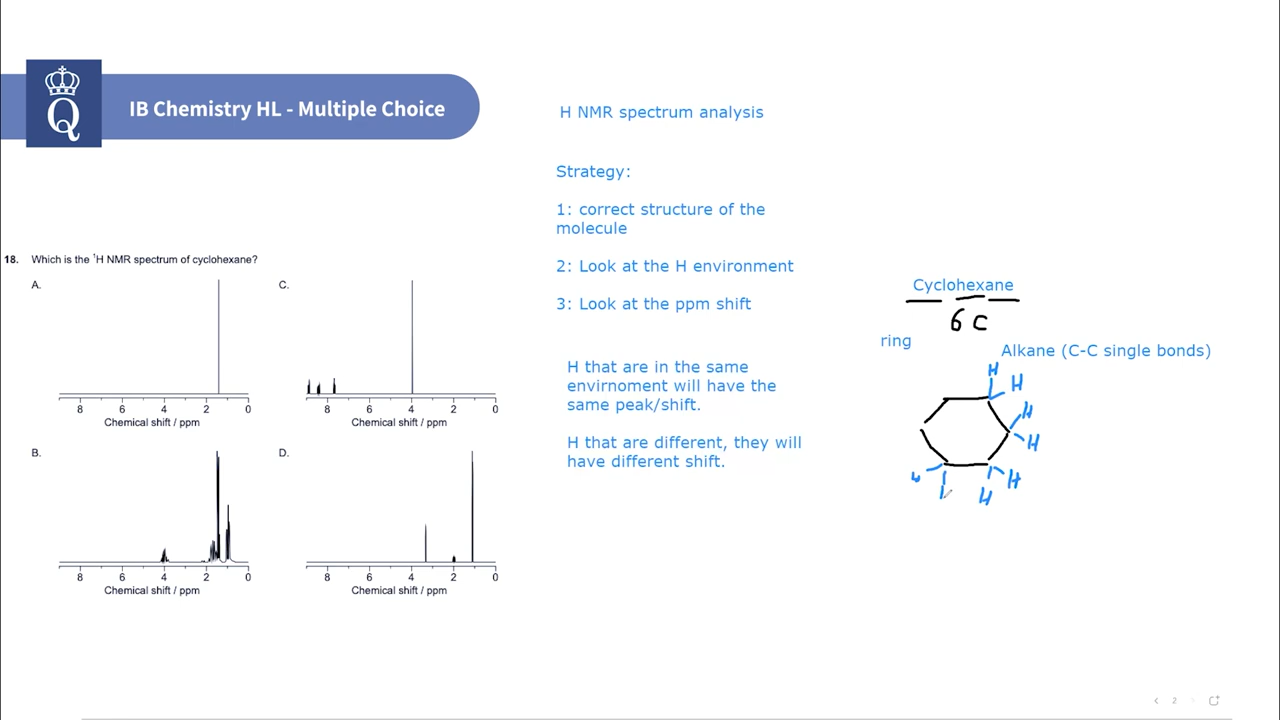 Q
IB Chemistry HL - Multiple Choice
H NMR spectrum analysis
Strategy:
1: correct structure of the
molecule
2: Look at the H environment
3: Look at the ppm shift
H that are in the same
envirnoment will have the
same peak/shift.
H that are different, they will
have different shift.
18. Which is the ¹H NMR spectrum of cyclohexane?
A.
8 6 4 2 0
Chemical shift / ppm
C.
8 6 4 2 0
Chemical shift / ppm
B.
8 6 4 2 0
Chemical shift / ppm
D.
8 6 4 2 0
Chemical shift / ppm
Cyclohexane
6 C
ring
Alkane (C-C single bonds)
H
H
H
H
H
H
2